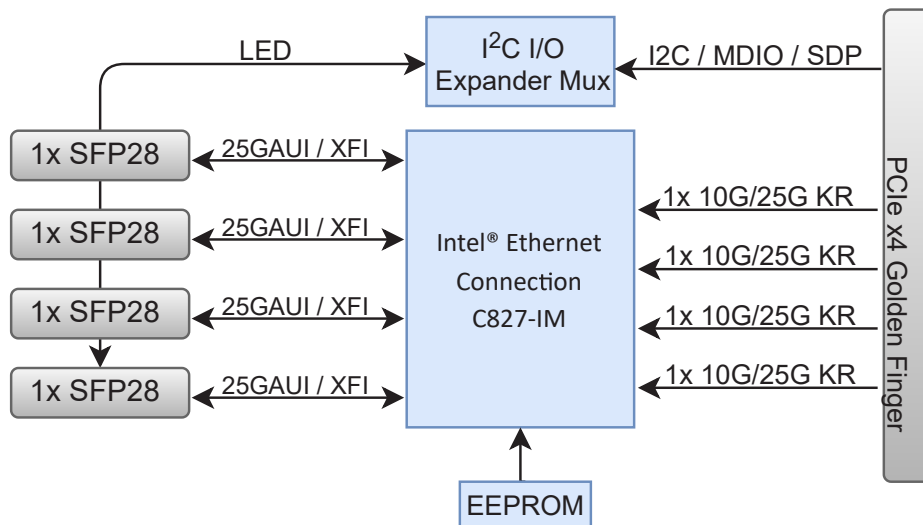 LED
I²C I/O
Expander Mux
I2C / MDIO / SDP
1x SFP28
25GAUI / XFI
1x SFP28
25GAUI / XFI
1x SFP28
25GAUI / XFI
1x SFP28
25GAUI / XFI
Intel® Ethernet
Connection
C827-IM
1x 10G/25G KR
1x 10G/25G KR
1x 10G/25G KR
1x 10G/25G KR
PCIe x4 Golden Finger
EEPROM